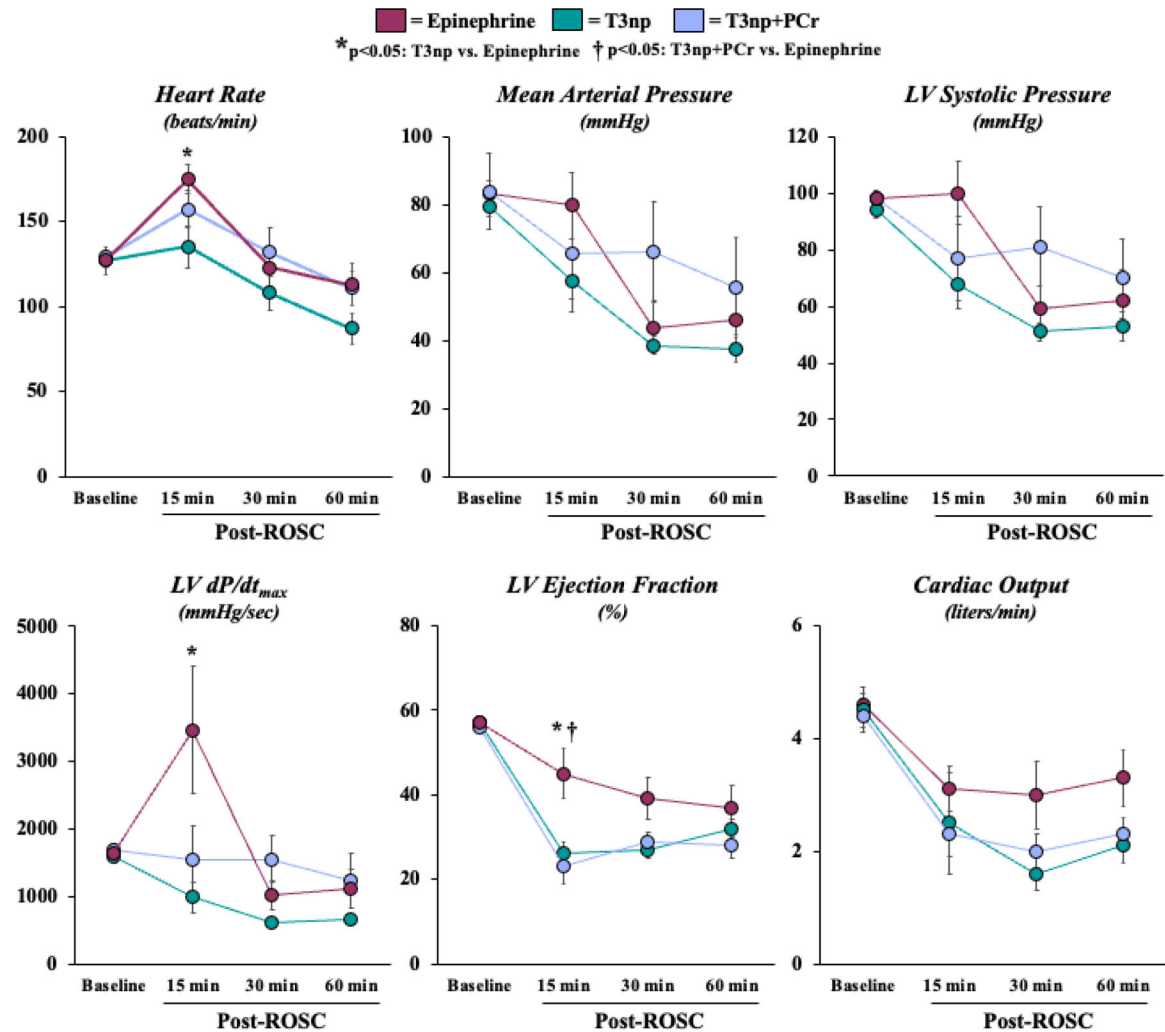 = Epinephrine = T3np = T3np+PCr
*p<0.05: T3np vs. Epinephrine †p<0.05: T3np+PCr vs. Epinephrine
Heart Rate
(beats/min)
200
*
150
100
50
0
Baseline 15 min 30 min 60 min
Post-ROSC
Mean Arterial Pressure
(mmHg)
100
80
60
40
20
0
Baseline 15 min 30 min 60 min
Post-ROSC
LV Systolic Pressure
(mmHg)
120
100
80
60
40
20
0
Baseline 15 min 30 min 60 min
Post-ROSC
LV dP/dtmax
(mmHg/sec)
5000
*
4000
3000
2000
1000
0
Baseline 15 min 30 min 60 min
Post-ROSC
LV Ejection Fraction
(%)
80
60
*†
40
20
0
Baseline 15 min 30 min 60 min
Post-ROSC
Cardiac Output
(liters/min)
6
4
2
0
Baseline 15 min 30 min 60 min
Post-ROSC